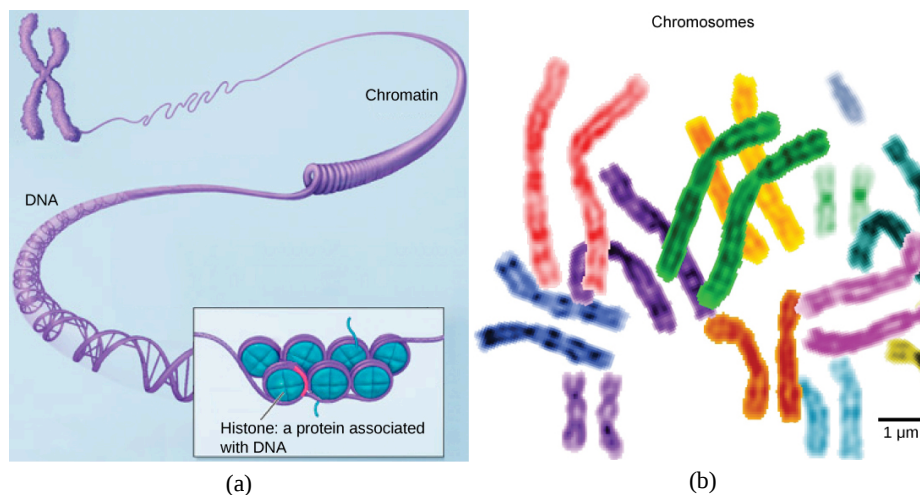 Chromosomes
Chromatin
DNA
Histone: a protein associated
with DNA
1 μm
(a)
(b)